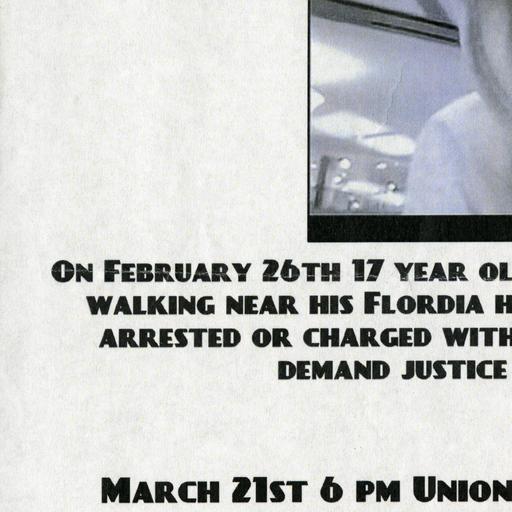 On February 26th 17 year
walking near his Flordia
arrested or charged with
demand justice
March 21st 6 pm Union